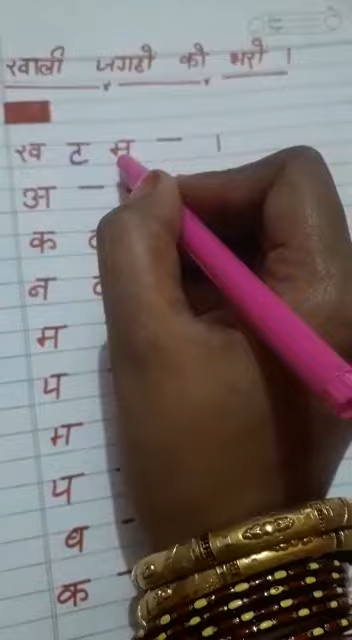 खाली जगहो को भरो ।
ख ट म — ।
अ —
क
न
म
प
म
प
ब
क